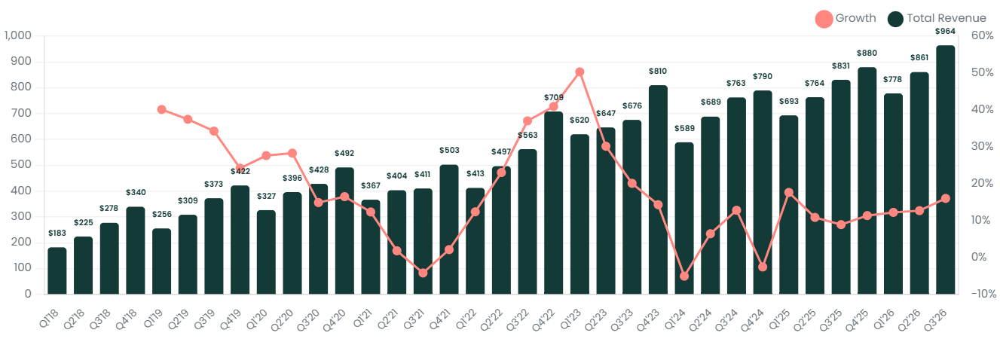 Growth Total Revenue
1,000
900
800
700
600
500
400
300
200
100
0
$183
$225
$278
$340
$256
$309
$373
$422
$327
$396
$428
$492
$367
$404
$411
$503
$413
$497
$563
$709
$620
$647
$676
$810
$589
$689
$763
$790
$693
$764
$831
$880
$778
$861
$964
60%
50%
40%
30%
20%
10%
0%
-10%
Q1'18
Q2'18
Q3'18
Q4'18
Q1'19
Q2'19
Q3'19
Q4'19
Q1'20
Q2'20
Q3'20
Q4'20
Q1'21
Q2'21
Q3'21
Q4'21
Q1'22
Q2'22
Q3'22
Q4'22
Q1'23
Q2'23
Q3'23
Q4'23
Q1'24
Q2'24
Q3'24
Q4'24
Q1'25
Q2'25
Q3'25
Q4'25
Q1'26
Q2'26
Q3'26